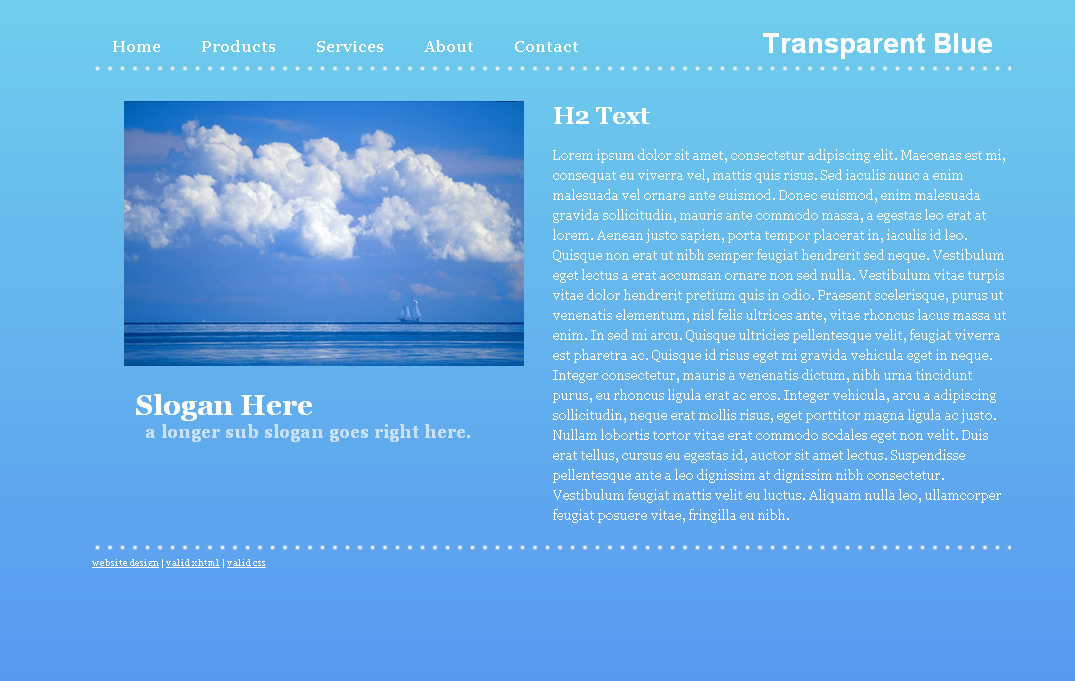 Home Products Services About Contact
Transparent Blue
H2 Text
Lorem ipsum dolor sit amet, consectetur adipiscing elit. Maecenas est mi,
consequat eu viverra vel, mattis quis risus. Sed iaculis nunc a enim
malesuada vel ornare ante euismod. Donec euismod, enim malesuada
gravida sollicitudin, mauris ante commodo massa, a egestas leo erat at
lorem. Aenean justo sapien, porta tempor placerat in, iaculis id leo.
Quisque non erat ut nibh semper feugiat hendrerit sed neque. Vestibulum
eget lectus a erat accumsan ornare non sed nulla. Vestibulum vitae turpis
vitae dolor hendrerit pretium quis in odio. Praesent scelerisque, purus ut
venenatis elementum, nisl felis ultrices ante, vitae rhoncus lacus massa ut
enim. In sed mi arcu. Quisque ultricies pellentesque velit, feugiat viverra
est pharetra ac. Quisque id risus eget mi gravida vehicula eget in neque.
Integer consectetur, mauris a venenatis dictum, nibh urna tincidunt
purus, eu rhoncus ligula erat ac eros. Integer vehicula, arcu a adipiscing
sollicitudin, neque erat mollis risus, eget porttitor magna ligula ac justo.
Nullam lobortis tortor vitae erat commodo sodales eget non velit. Duis
erat tellus, cursus eu egestas id, auctor sit amet lectus. Suspendisse
pellentesque ante a leo dignissim at dignissim nibh consectetur.
Vestibulum feugiat mattis velit eu luctus. Aliquam nulla leo, ullamcorper
feugiat posuere vitae, fringilla eu nibh.
Slogan Here
a longer sub slogan goes right here.
website design | valid xhtml | valid css